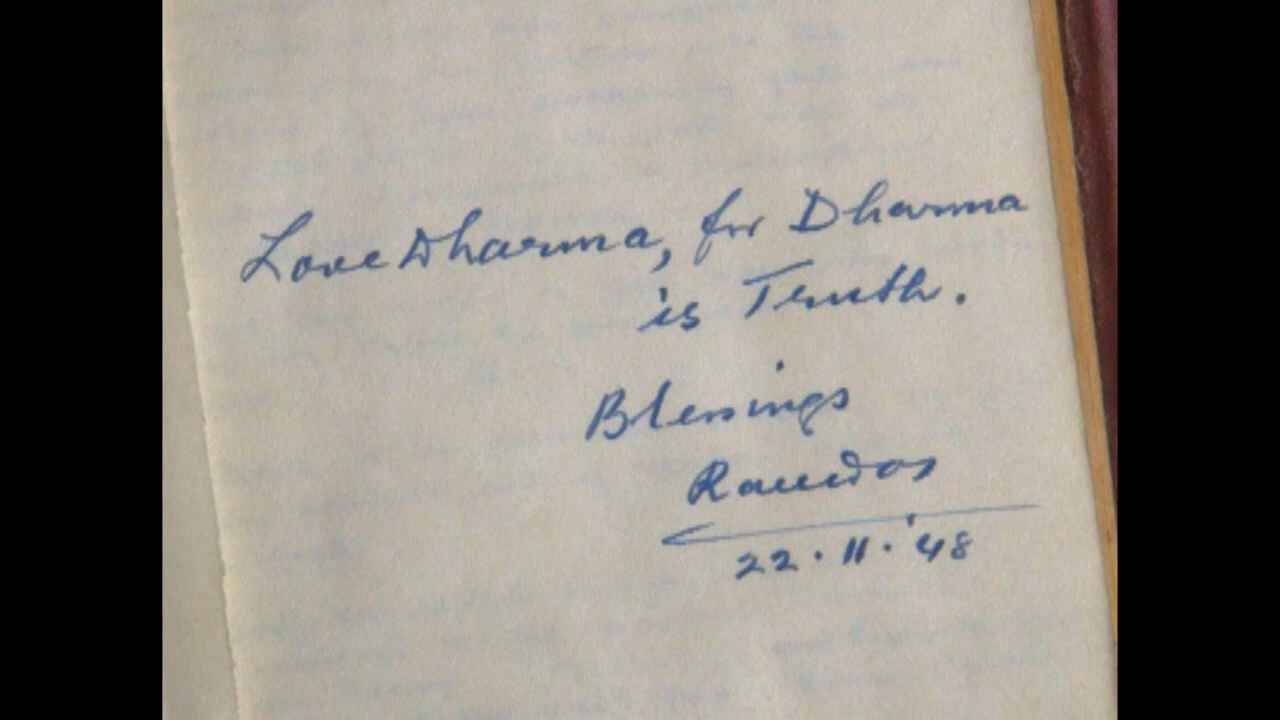 Love Dharma, for Dharma
is Truth.
Blessings
Ramdas
22.11.'48